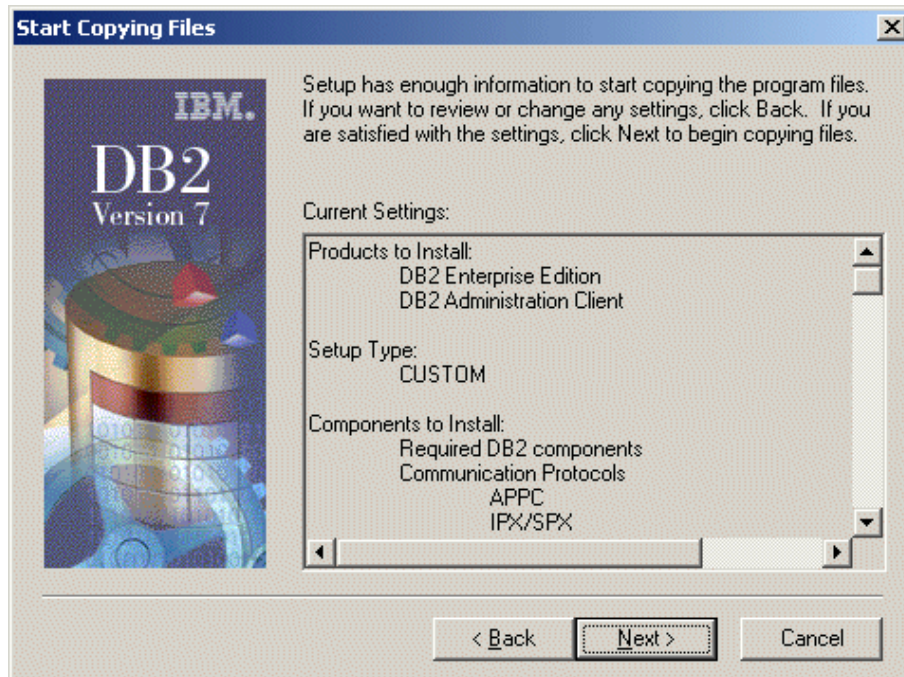 Start Copying Files
IBM.
DB2
Version 7
Setup has enough information to start copying the program files.
If you want to review or change any settings, click Back. If you
are satisfied with the settings, click Next to begin copying files.
Current Settings:
Products to Install:
DB2 Enterprise Edition
DB2 Administration Client
Setup Type:
CUSTOM
Components to Install:
Required DB2 components
Communication Protocols
APPC
IPX/SPX
< Back
Next >
Cancel